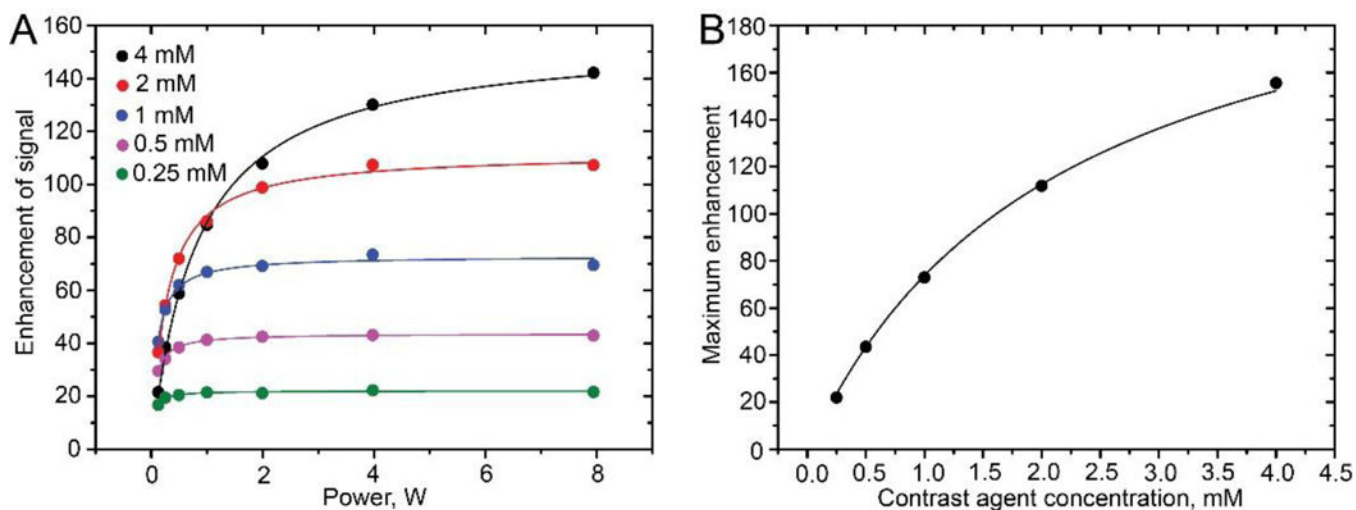 A
Enhancement of signal
160
140
120
100
80
60
40
20
0
4 mM
2 mM
1 mM
0.5 mM
0.25 mM
0 2 4 6 8
Power, W
B
Maximum enhancement
180
160
140
120
100
80
60
40
20
0
0.0 0.5 1.0 1.5 2.0 2.5 3.0 3.5 4.0 4.5
Contrast agent concentration, mM